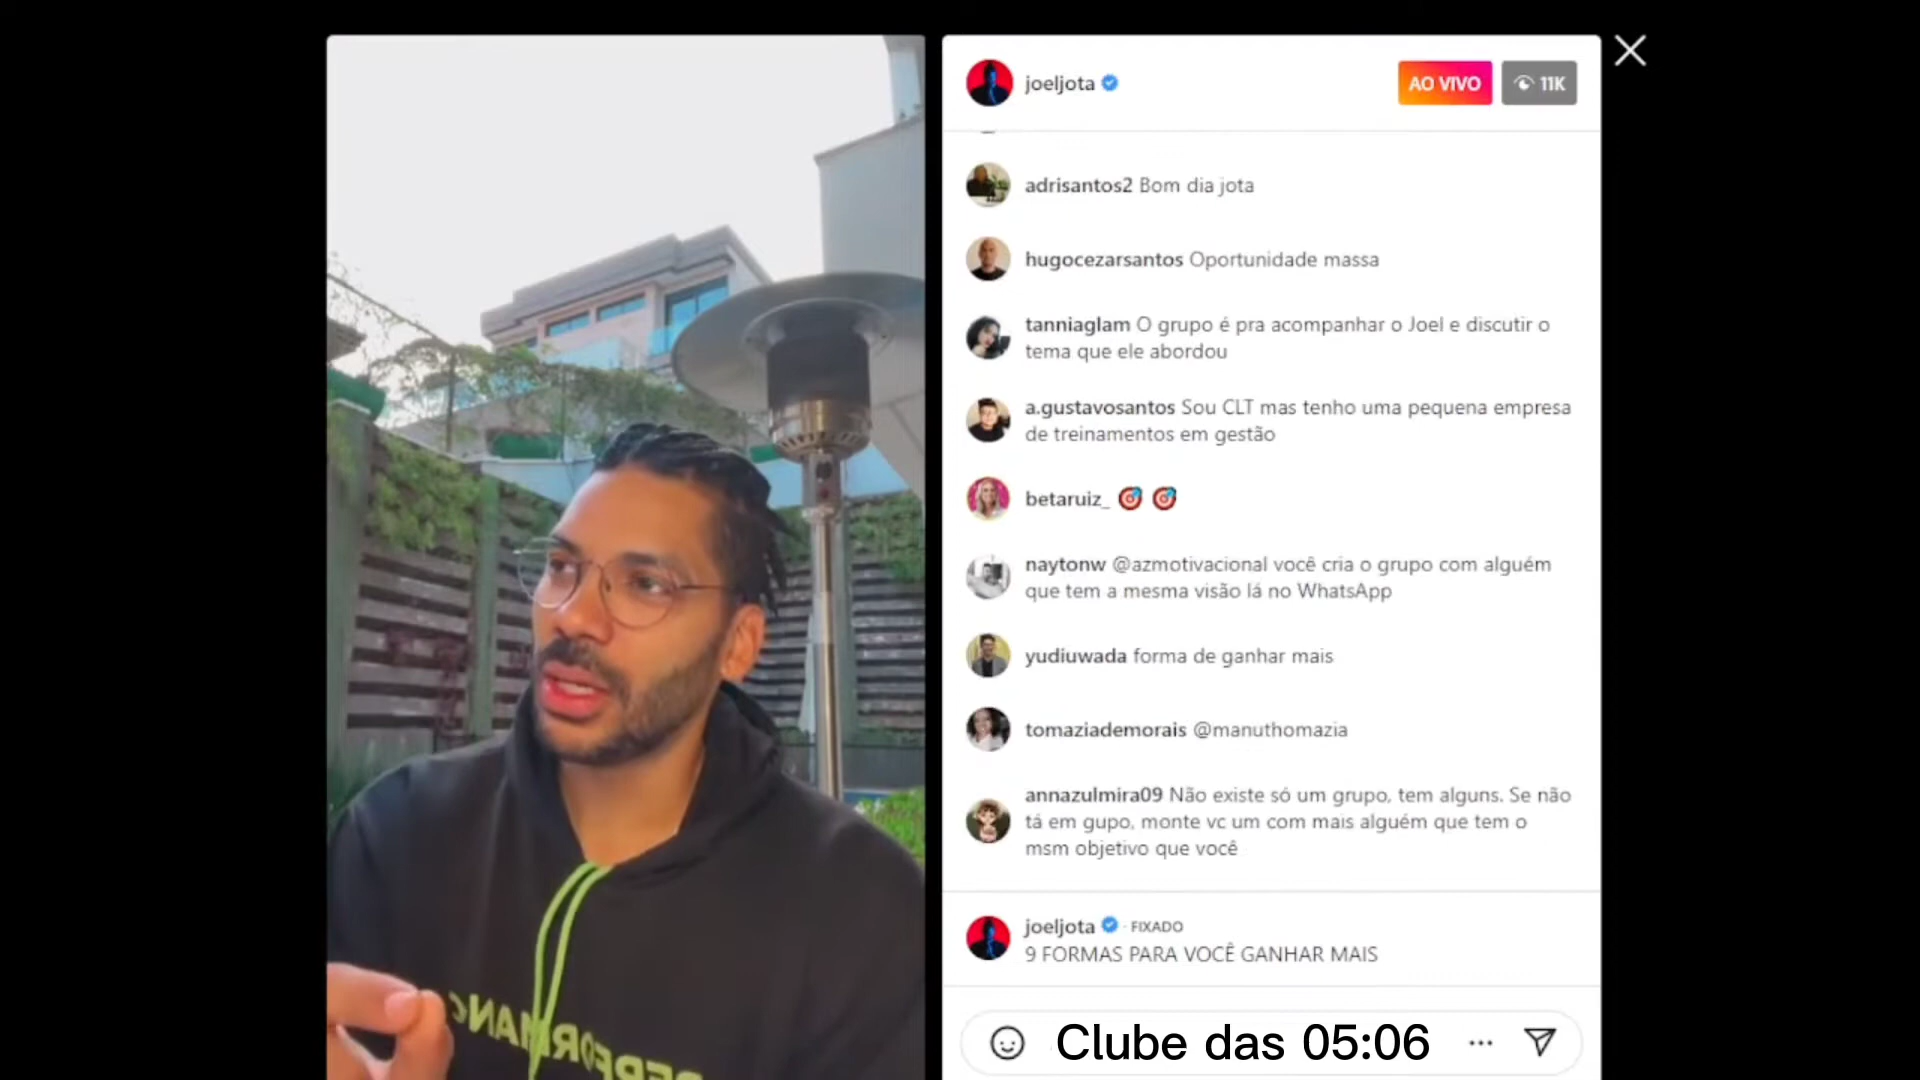 joeljota
AO VIVO
11K
adrisantos2 Bom dia jota
hugocezarsantos Oportunidade massa
tanniaglam O grupo é pra acompanhar o Joel e discutir o
tema que ele abordou
a.gustavosantos Sou CLT mas tenho uma pequena empresa
de treinamentos em gestão
betaruiz_ 🎯 🎯
naytonw @azmotivacional você cria o grupo com alguém
que tem a mesma visão lá no WhatsApp
yudiuwada forma de ganhar mais
tomaziademorais @manuthomazia
annazulmira09 Não existe só um grupo, tem alguns. Se não
tá em gupo, monte vc um com mais alguém que tem o
msm objetivo que você
joeljota · FIXADO
9 FORMAS PARA VOCÊ GANHAR MAIS
Clube das 05:06